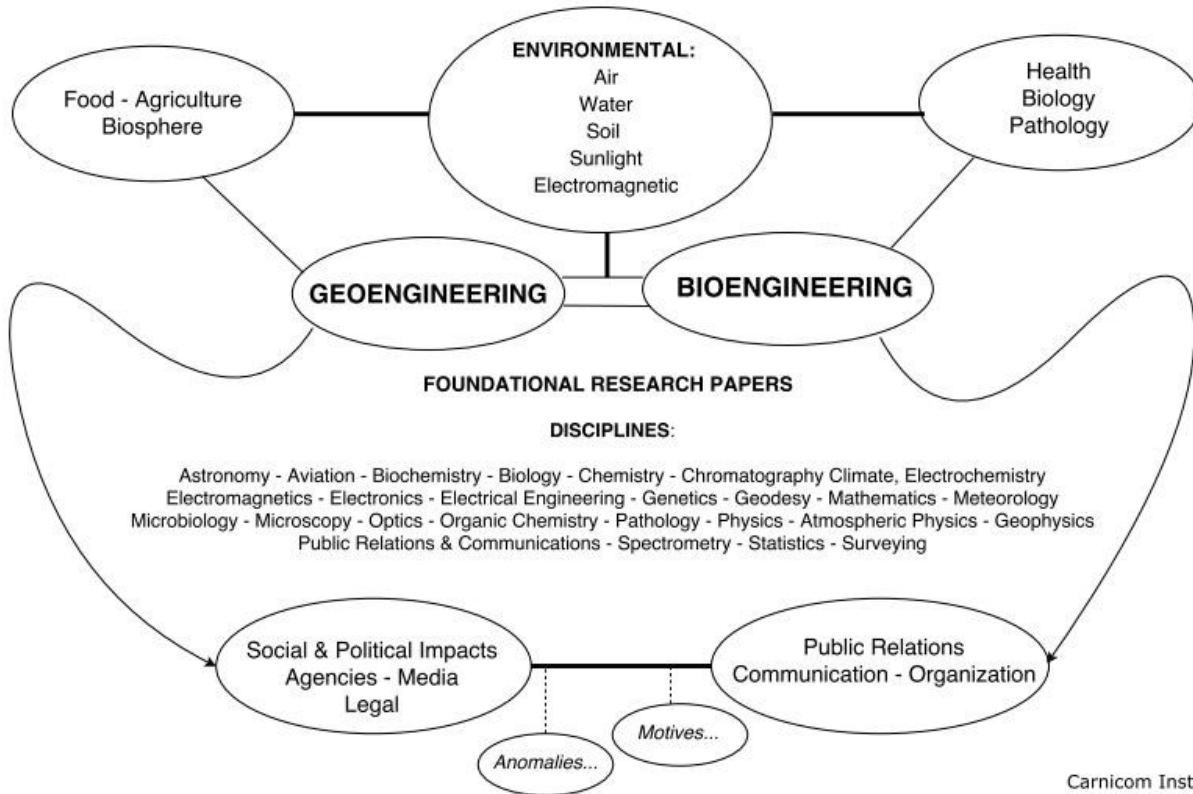 ENVIRONMENTAL:
Air
Water
Soil
Sunlight
Electromagnetic
Food - Agriculture
Biosphere
Health
Biology
Pathology
GEOENGINEERING
BIOENGINEERING
FOUNDATIONAL RESEARCH PAPERS
DISCIPLINES:
Astronomy - Aviation - Biochemistry - Biology - Chemistry - Chromatography Climate, Electrochemistry
Electromagnetics - Electronics - Electrical Engineering - Genetics - Geodesy - Mathematics - Meteorology
Microbiology - Microscopy - Optics - Organic Chemistry - Pathology - Physics - Atmospheric Physics - Geophysics
Public Relations & Communications - Spectrometry - Statistics - Surveying
Social & Political Impacts
Agencies - Media
Legal
Public Relations
Communication - Organization
Anomalies...
Motives...
Carnicom Inst